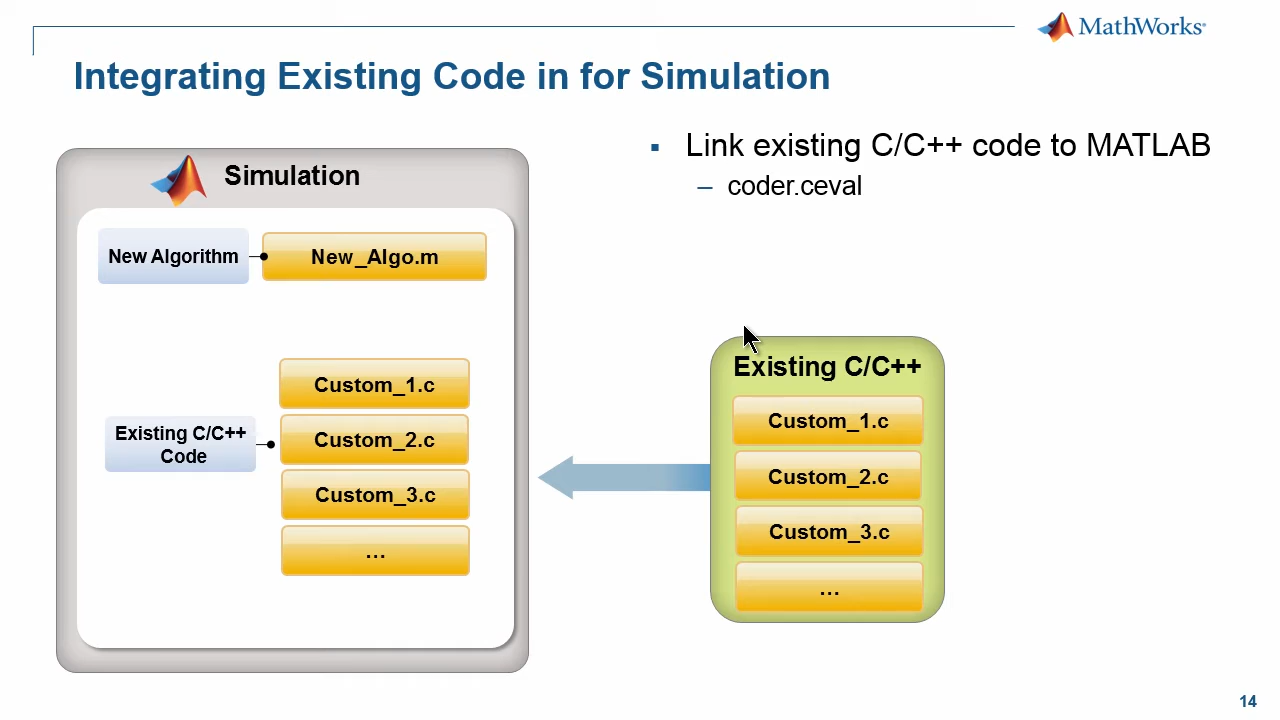 MathWorks®
Integrating Existing Code in for Simulation
Simulation
New Algorithm
New_Algo.m
Custom_1.c
Custom_2.c
Existing C/C++
Code
Custom_3.c
...
▪ Link existing C/C++ code to MATLAB
– coder.ceval
Existing C/C++
Custom_1.c
Custom_2.c
Custom_3.c
...
14